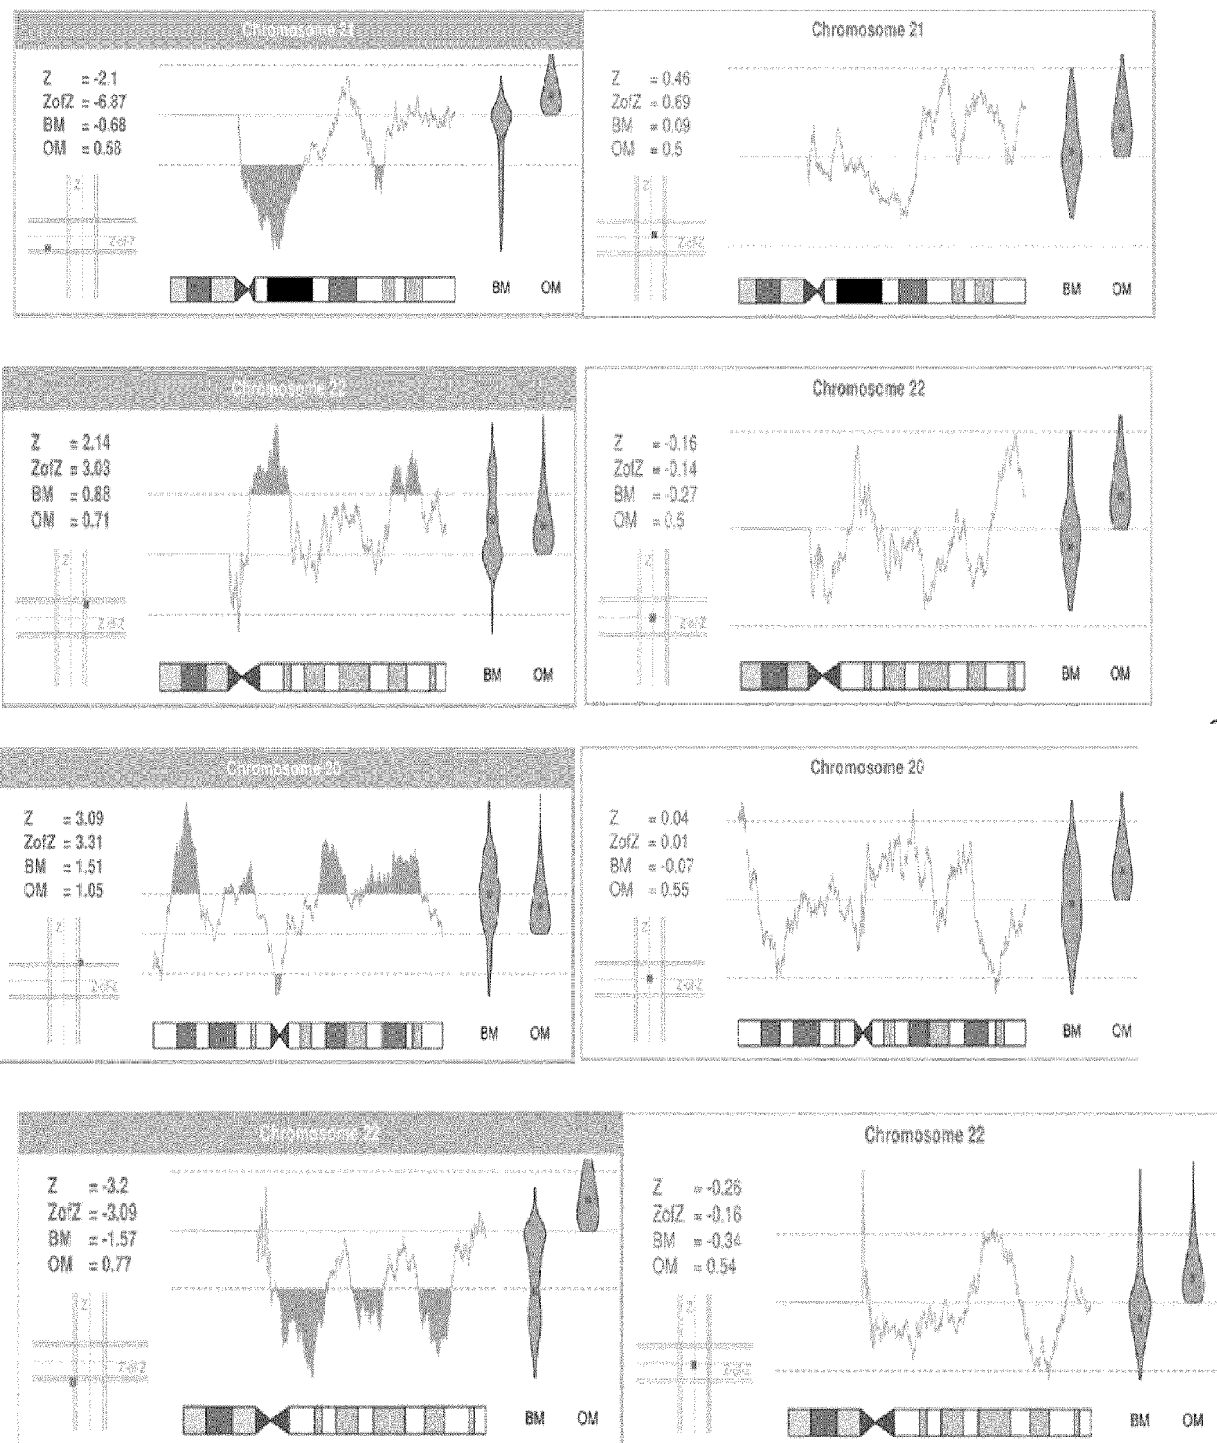 Chromosome 21
Z = -2.1
ZofZ = -6.87
BM = -0.68
OM = 0.58
Z
ZofZ
BM OM
Chromosome 21
Z = 0.46
ZofZ = 0.69
BM = 0.09
OM = 0.5
Z
ZofZ
BM OM
Chromosome 22
Z = 2.14
ZofZ = 3.03
BM = 0.88
OM = 0.71
Z
ZofZ
BM OM
Chromosome 22
Z = -0.16
ZofZ = -0.14
BM = -0.27
OM = 0.5
Z
ZofZ
BM OM
Chromosome 20
Z = 3.09
ZofZ = 3.31
BM = 1.51
OM = 1.05
Z
ZofZ
BM OM
Chromosome 20
Z = 0.04
ZofZ = 0.01
BM = -0.07
OM = 0.55
Z
ZofZ
BM OM
Chromosome 22
Z = -3.2
ZofZ = -3.09
BM = -1.57
OM = 0.77
Z
ZofZ
BM OM
Chromosome 22
Z = -0.26
ZofZ = -0.16
BM = -0.34
OM = 0.54
Z
ZofZ
BM OM